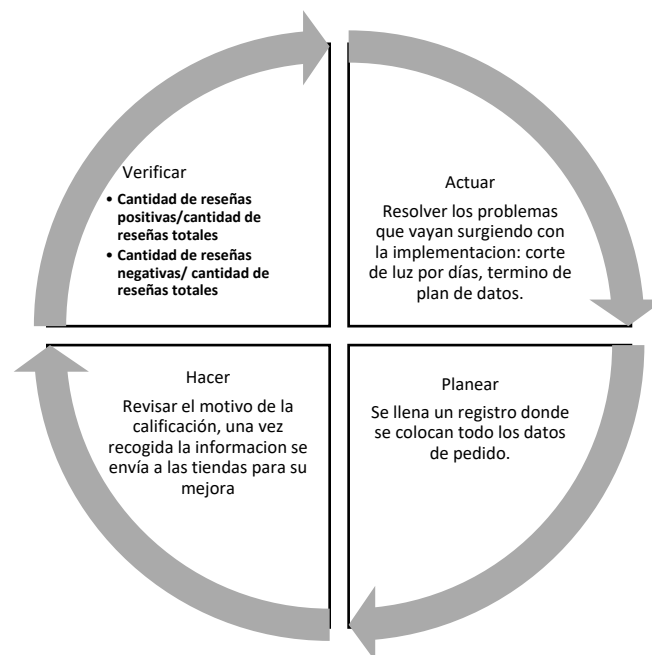 Verificar
• Cantidad de reseñas
positivas/cantidad de
reseñas totales
• Cantidad de reseñas
negativas/ cantidad de
reseñas totales
Actuar
Resolver los problemas
que vayan surgiendo con
la implementacion: corte
de luz por días, termino de
plan de datos.
Hacer
Revisar el motivo de la
calificación, una vez
recogida la informacion se
envía a las tiendas para su
mejora
Planear
Se llena un registro donde
se colocan todo los datos
de pedido.